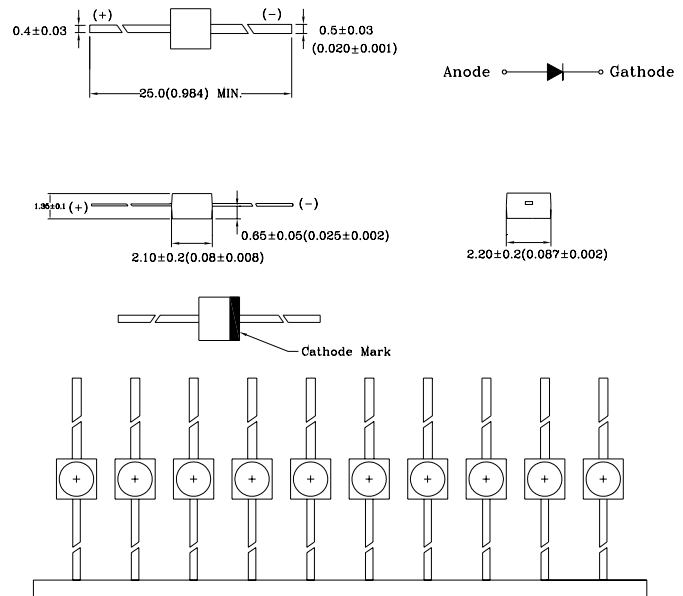 (+)
(-)
0.4±0.03
0.5±0.03
(0.020±0.001)
25.0(0.984) MIN.
Anode
Gathode
1.35±0.1
(+)
(-)
0.65±0.05(0.025±0.002)
2.10±0.2(0.08±0.008)
2.20±0.2(0.087±0.002)
Cathode Mark